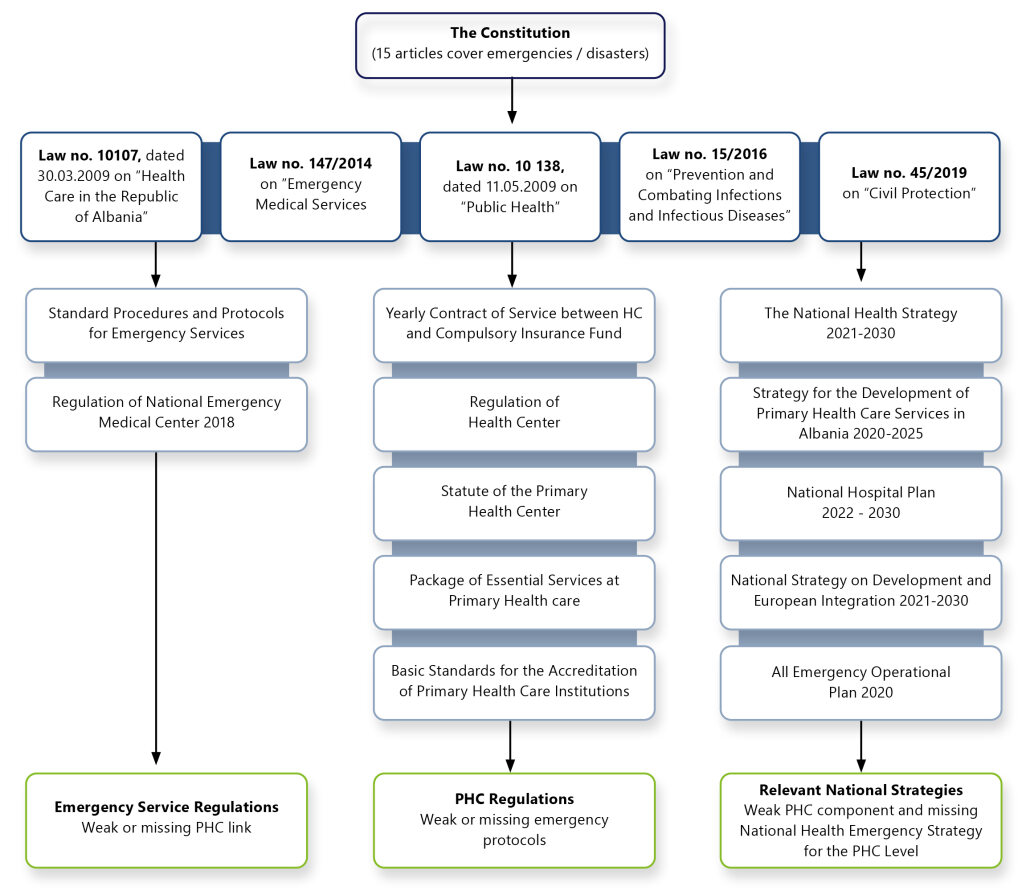 The Constitution
(15 articles cover emergencies / disasters)
Law no. 10107, dated
30.03.2009 on “Health
Care in the Republic
of Albania”
Law no. 147/2014
on “Emergency
Medical Services
Law no. 10 138,
dated 11.05.2009 on
“Public Health”
Law no. 15/2016
on “Prevention and
Combating Infections
and Infectious Diseases”
Law no. 45/2019
on “Civil Protection”
Standard Procedures and Protocols
for Emergency Services
Regulation of National Emergency
Medical Center 2018
Yearly Contract of Service between HC
and Compulsory Insurance Fund
Regulation of
Health Center
Statute of the Primary
Health Center
Package of Essential Services at
Primary Health care
Basic Standards for the Accreditation
of Primary Health Care Institutions
The National Health Strategy
2021-2030
Strategy for the Development of
Primary Health Care Services in
Albania 2020-2025
National Hospital Plan
2022 - 2030
National Strategy on Development and
European Integration 2021-2030
All Emergency Operational
Plan 2020
Emergency Service Regulations
Weak or missing PHC link
PHC Regulations
Weak or missing emergency
protocols
Relevant National Strategies
Weak PHC component and missing
National Health Emergency Strategy
for the PHC Level